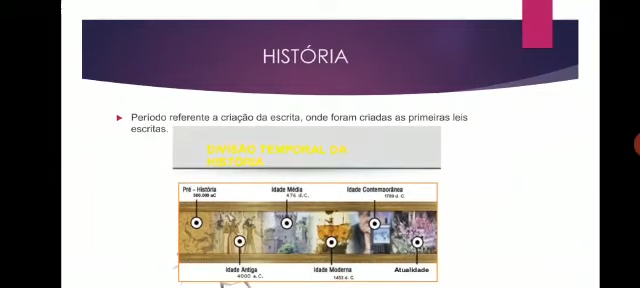 HISTÓRIA
Período referente a criação da escrita, onde foram criadas as primeiras leis
escritas.
DIVISÃO TEMPORAL DA
HISTÓRIA
Pré - História
Idade Média
476 d. C.
Idade Contemporânea
1789 d. C.
Idade Antiga
4000 a. C.
Idade Moderna
1453 d. C
Atualidade